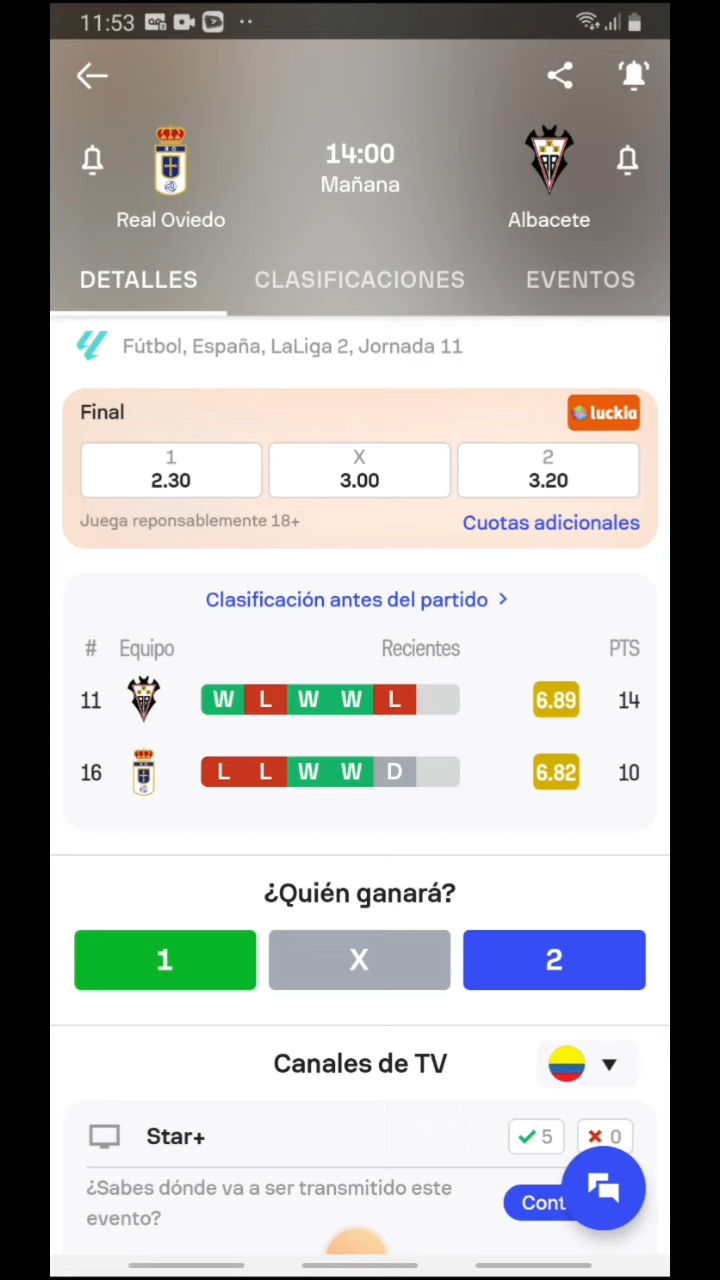 11:53
Real Oviedo
14:00
Mañana
Albacete
DETALLES CLASIFICACIONES EVENTOS
Fútbol, España, LaLiga 2, Jornada 11
Final luckia
1 X 2
2.30 3.00 3.20
Juega reponsablemente 18+ Cuotas adicionales
Clasificación antes del partido >
# Equipo Recientes PTS
11 W L W W L 6.89 14
16 L L W W D 6.82 10
¿Quién ganará?
1 X 2
Canales de TV
Star+ 5 0
¿Sabes dónde va a ser transmitido este
evento?
Cont